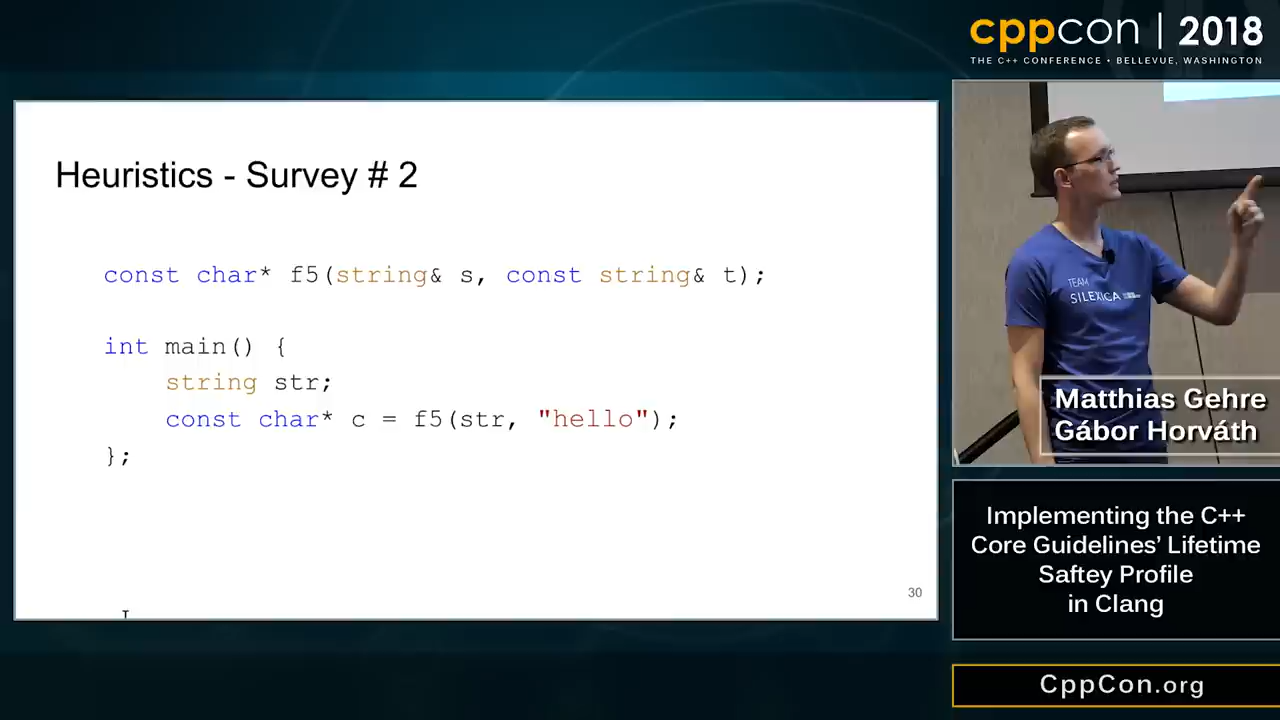 cppcon | 2018
THE C++ CONFERENCE • BELLEVUE, WASHINGTON
Heuristics - Survey # 2
const char* f5(string& s, const string& t);
int main() {
string str;
const char* c = f5(str, "hello");
};
30
TEAM
SILEXICA
Matthias Gehre
Gábor Horváth
Implementing the C++
Core Guidelines' Lifetime
Saftey Profile
in Clang
CppCon.org